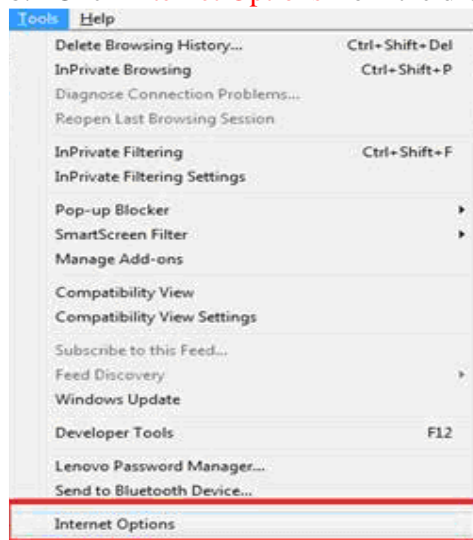 Tools Help
Delete Browsing History... Ctrl+Shift+Del
InPrivate Browsing Ctrl+Shift+P
Diagnose Connection Problems...
Reopen Last Browsing Session
InPrivate Filtering Ctrl+Shift+F
InPrivate Filtering Settings
Pop-up Blocker
SmartScreen Filter
Manage Add-ons
Compatibility View
Compatibility View Settings
Subscribe to this Feed...
Feed Discovery
Windows Update
Developer Tools F12
Lenovo Password Manager...
Send to Bluetooth Device...
Internet Options